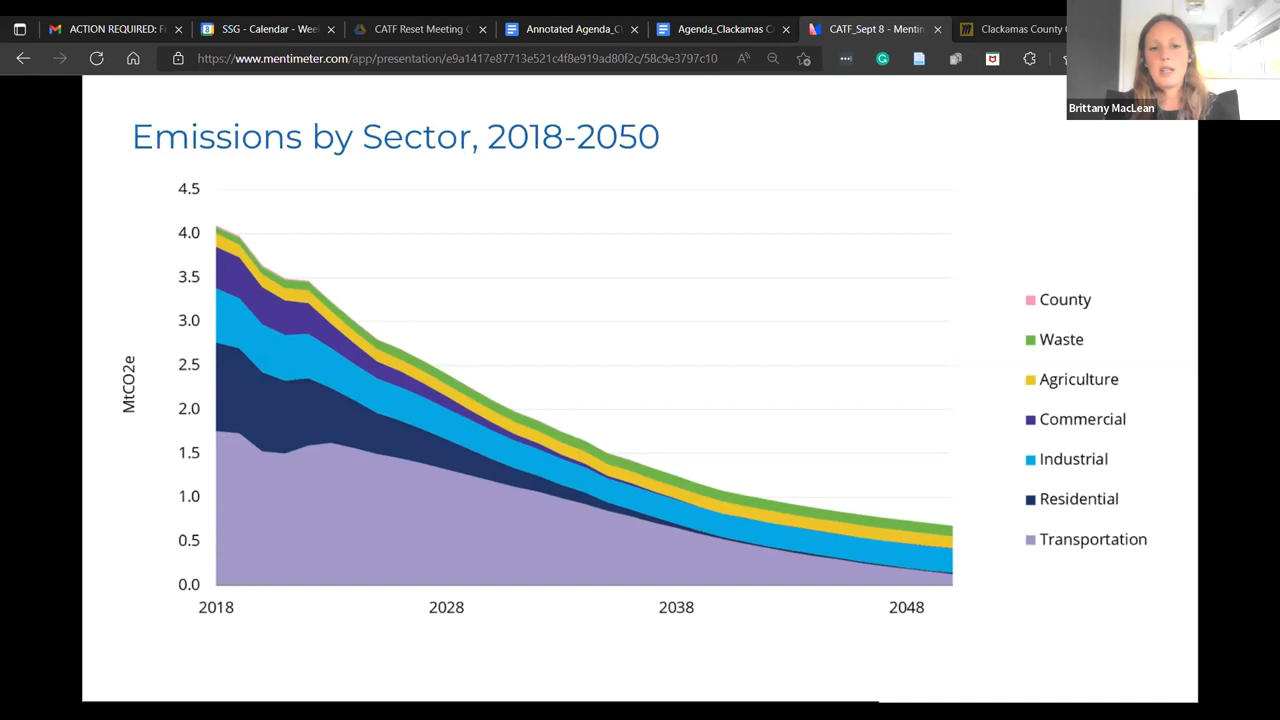 ACTION REQUIRED: F
SSG - Calendar - Wee
CATF Reset Meeting
Annotated Agenda_C
Agenda_Clackamas C
CATF_Sept 8 - Mentin
Clackamas County
https://www.mentimeter.com/app/presentation/e9a1417e87713e521c4f8e919ad80f2c/58c9e3797c10
Brittany MacLean
Emissions by Sector, 2018-2050
4.5
4.0
3.5
3.0
2.5
2.0
1.5
1.0
0.5
0.0
MtCO2e
2018
2028
2038
2048
County
Waste
Agriculture
Commercial
Industrial
Residential
Transportation